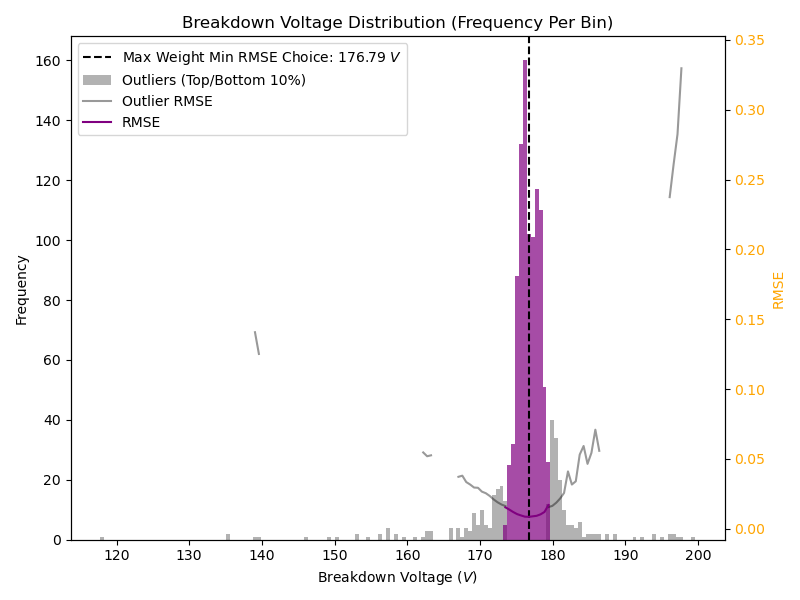 Breakdown Voltage Distribution (Frequency Per Bin)
Max Weight Min RMSE Choice: 176.79 V
Outliers (Top/Bottom 10%)
Outlier RMSE
RMSE
Frequency
160
140
120
100
80
60
40
20
0
0.35
0.30
0.25
0.20
0.15
0.10
0.05
0.00
RMSE
120 130 140 150 160 170 180 190 200
Breakdown Voltage (V)